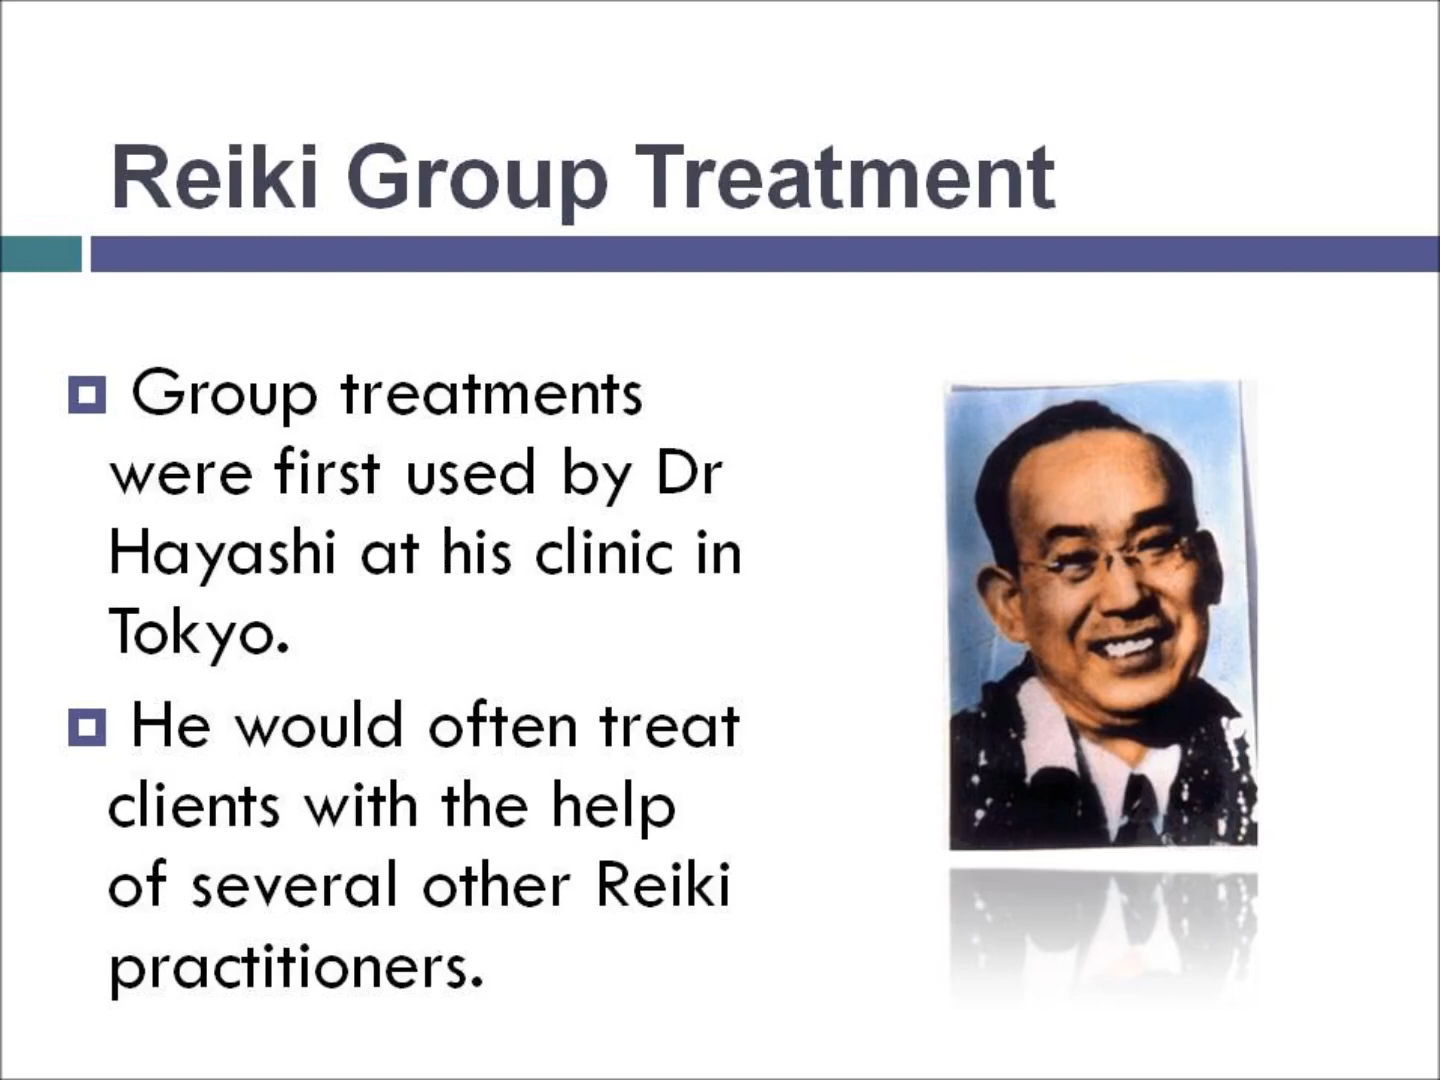 Reiki Group Treatment
Group treatments
were first used by Dr
Hayashi at his clinic in
Tokyo.
He would often treat
clients with the help
of several other Reiki
practitioners.